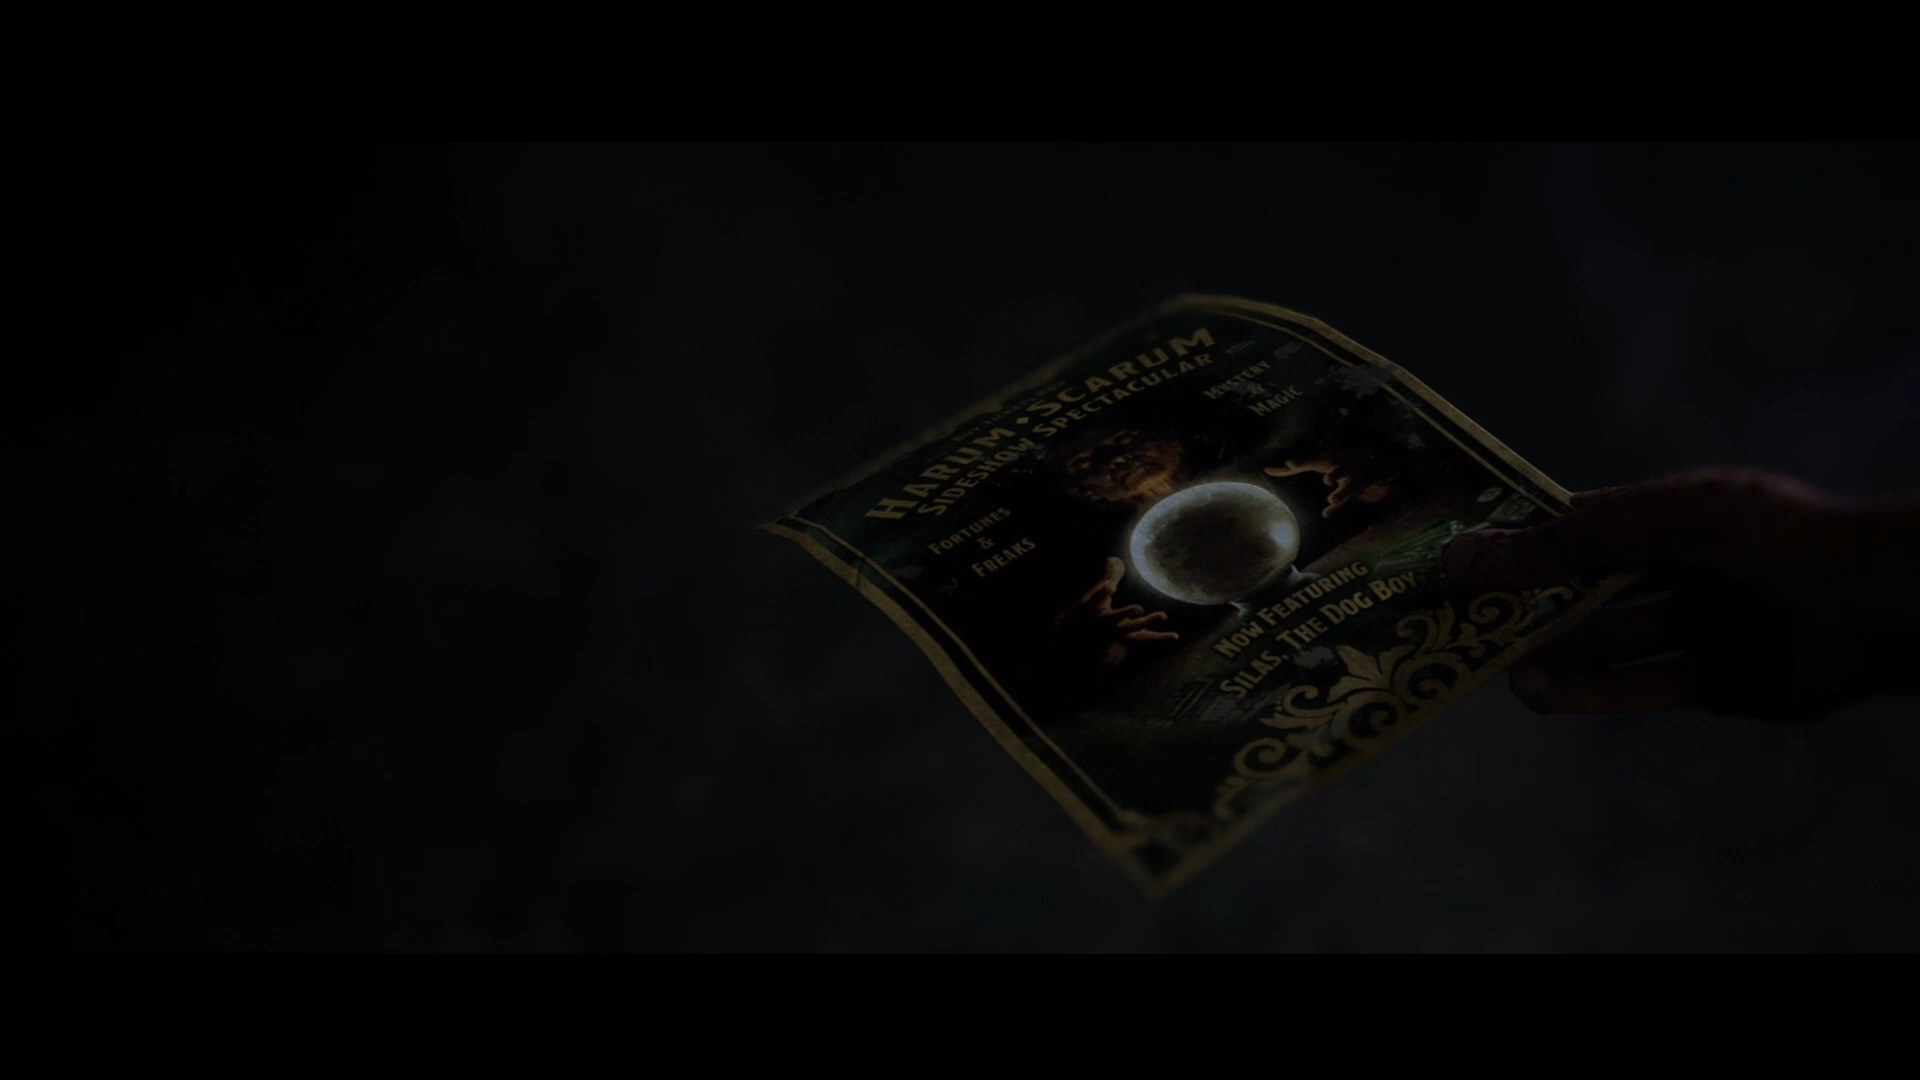 HARUM • SCARUM
SIDESHOW SPECTACULAR
MYSTERY
&
MAGIC
FORTUNES
&
FREAKS
NOW FEATURING
SILAS, THE DOG BOY